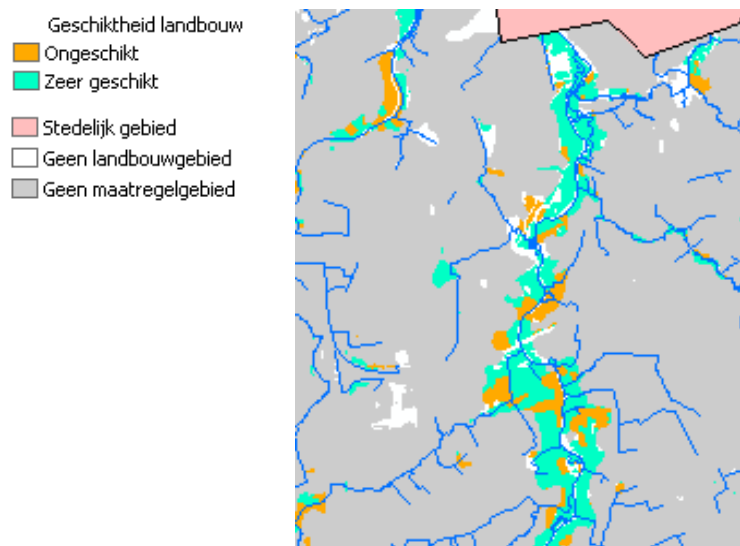 Geschiktheid landbouw
Ongeschikt
Zeer geschikt
Stedelijk gebied
Geen landbouwgebied
Geen maatregelgebied